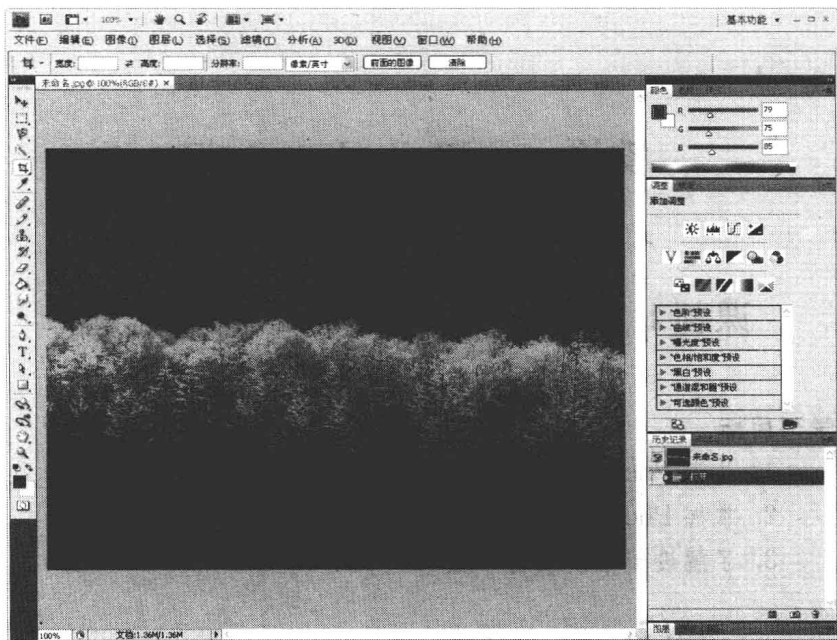 Ps Br 100% 基本功能
文件(F) 编辑(E) 图像(I) 图层(L) 选择(S) 滤镜(T) 分析(A) 3D(D) 视图(V) 窗口(W) 帮助(H)
宽度: 高度: 分辨率: 像素/英寸 前面的图像 清除
未命名.jpg @ 100%(RGB/8#) ×
颜色
R 79
G 75
B 85
调整
添加调整
"色阶"预设
"曲线"预设
"曝光度"预设
"色相/饱和度"预设
"黑白"预设
"通道混和器"预设
"可选颜色"预设
历史记录
未命名.jpg
打开
100% 文档:1.36M/1.36M
图层